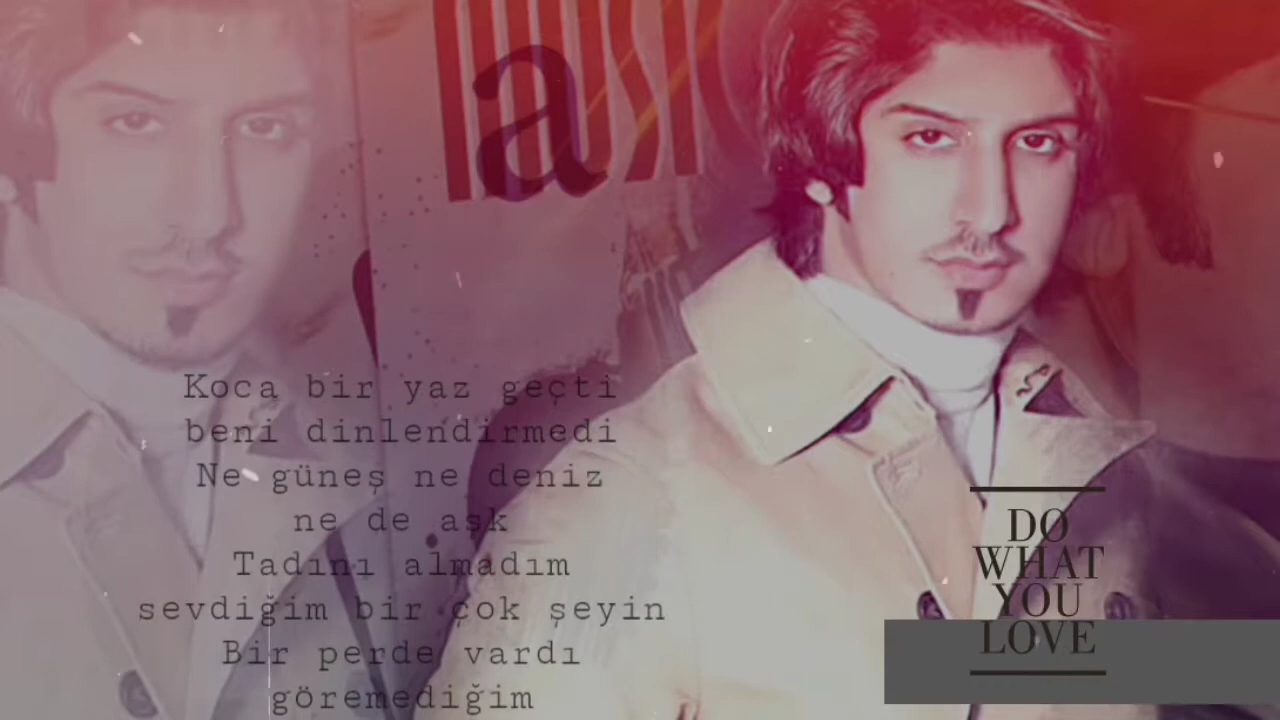 MUSIC
a
Koca bir yaz geçti
beni dinlendirmedi
Ne güneş ne deniz
ne de aşk
Tadını almadım
sevdiğim bir çok şeyin
Bir perde vardı
göremediğim
DO
WHAT
YOU
LOVE